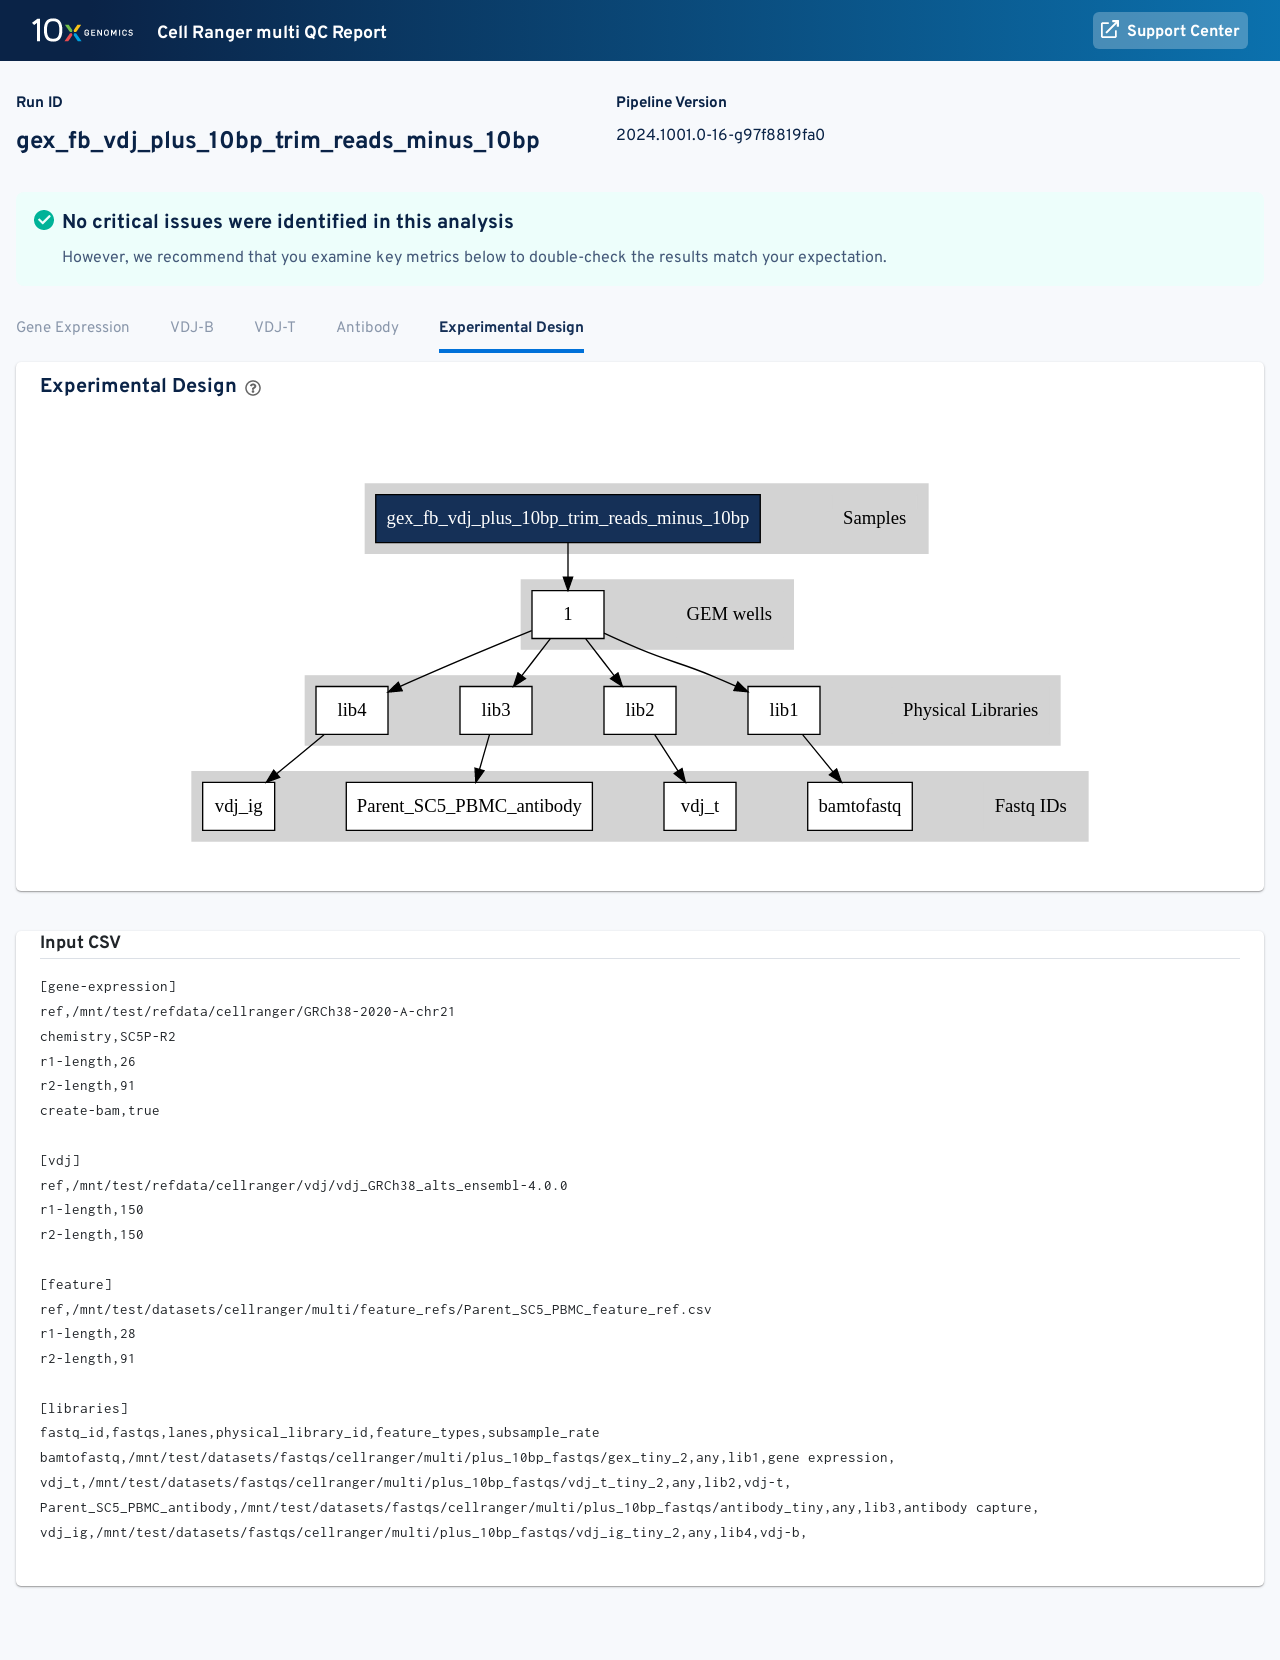 10x GENOMICS Cell Ranger multi QC Report Support Center
Run ID Pipeline Version
gex_fb_vdj_plus_10bp_trim_reads_minus_10bp 2024.1001.0-16-g97f8819fa0
No critical issues were identified in this analysis
However, we recommend that you examine key metrics below to double-check the results match your expectation.
Gene Expression VDJ-B VDJ-T Antibody Experimental Design
Experimental Design ?
gex_fb_vdj_plus_10bp_trim_reads_minus_10bp Samples
1 GEM wells
lib4 lib3 lib2 lib1 Physical Libraries
vdj_ig Parent_SC5_PBMC_antibody vdj_t bamtofastq Fastq IDs
Input CSV
[gene-expression]
ref,/mnt/test/refdata/cellranger/GRCh38-2020-A-chr21
chemistry,SC5P-R2
r1-length,26
r2-length,91
create-bam,true
[vdj]
ref,/mnt/test/refdata/cellranger/vdj/vdj_GRCh38_alts_ensembl-4.0.0
r1-length,150
r2-length,150
[feature]
ref,/mnt/test/datasets/cellranger/multi/feature_refs/Parent_SC5_PBMC_feature_ref.csv
r1-length,28
r2-length,91
[libraries]
fastq_id,fastqs,lanes,physical_library_id,feature_types,subsample_rate
bamtofastq,/mnt/test/datasets/fastqs/cellranger/multi/plus_10bp_fastqs/gex_tiny_2,any,lib1,gene expression,
vdj_t,/mnt/test/datasets/fastqs/cellranger/multi/plus_10bp_fastqs/vdj_t_tiny_2,any,lib2,vdj-t,
Parent_SC5_PBMC_antibody,/mnt/test/datasets/fastqs/cellranger/multi/plus_10bp_fastqs/antibody_tiny,any,lib3,antibody capture,
vdj_ig,/mnt/test/datasets/fastqs/cellranger/multi/plus_10bp_fastqs/vdj_ig_tiny_2,any,lib4,vdj-b,